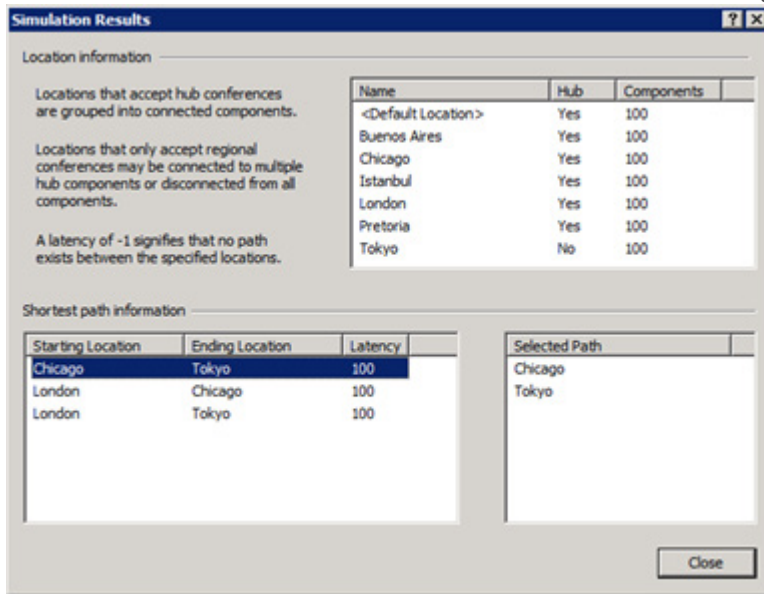 Simulation Results
Location information
Locations that accept hub conferences
are grouped into connected components.
Locations that only accept regional
conferences may be connected to multiple
hub components or disconnected from all
components.
A latency of -1 signifies that no path
exists between the specified locations.
Name Hub Components
<Default Location> Yes 100
Buenos Aires Yes 100
Chicago Yes 100
Istanbul Yes 100
London Yes 100
Pretoria Yes 100
Tokyo No 100
Shortest path information
Starting Location Ending Location Latency
Chicago Tokyo 100
London Chicago 100
London Tokyo 100
Selected Path
Chicago
Tokyo
Close